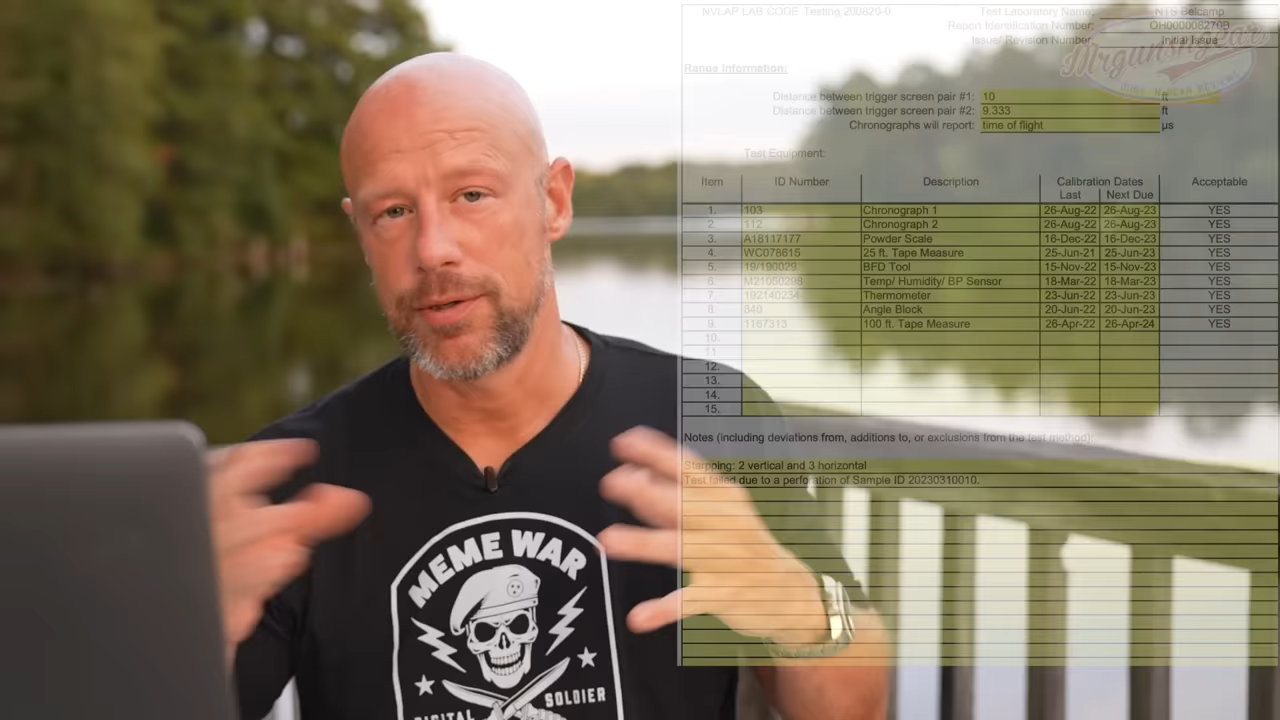 NVLAP LAB CODE Testing 200820-0
Test Laboratory Name: NTS Belcamp
Report Identification Number: OH000008270B
Issue/ Revision Number: Initial Issue
Mrgunsngear
Range Information:
Distance between trigger screen pair #1: 10 ft
Distance between trigger screen pair #2: 9.333 ft
Chronographs will report: time of flight µs
Test Equipment:
Item ID Number Description Calibration Dates Acceptable
Last Next Due
1. 103 Chronograph 1 26-Aug-22 26-Aug-23 YES
2. 112 Chronograph 2 26-Aug-22 26-Aug-23 YES
3. A18117177 Powder Scale 16-Dec-22 16-Dec-23 YES
4. WC078615 25 ft. Tape Measure 25-Jun-21 25-Jun-23 YES
5. 19/190029 BFD Tool 15-Nov-22 15-Nov-23 YES
6. M21050298 Temp/ Humidity/ BP Sensor 18-Mar-22 18-Mar-23 YES
7. 192140234 Thermometer 23-Jun-22 23-Jun-23 YES
8. 840 Angle Block 20-Jun-22 20-Jun-23 YES
9. 1167313 100 ft. Tape Measure 26-Apr-22 26-Apr-24 YES
10.
11
12.
13.
14.
15.
Notes (including deviations from, additions to, or exclusions from the test method):
Starpping: 2 vertical and 3 horizontal
Test failed due to a perforation of Sample ID 20230310010.
MEME WAR
DIGITAL SOLDIER